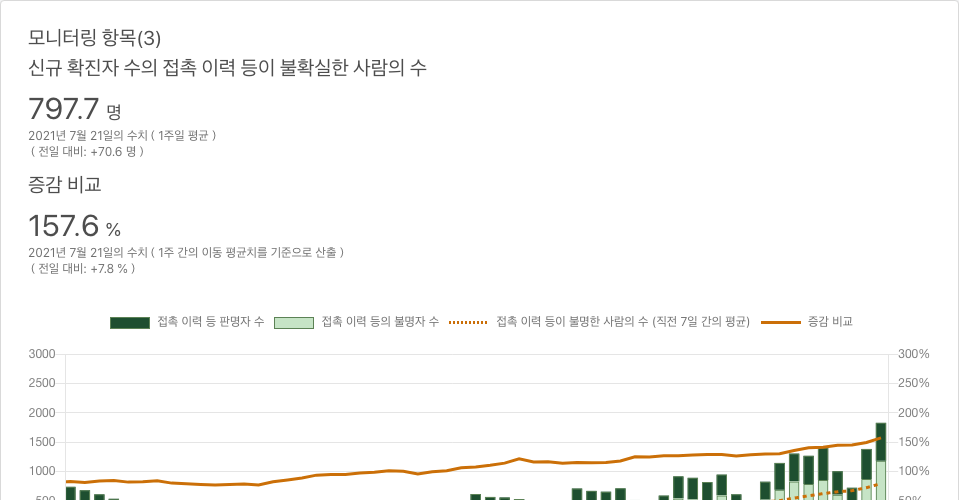 모니터링 항목(3)
신규 확진자 수의 접촉 이력 등이 불확실한 사람의 수
797.7 명
2021년 7월 21일의 수치 ( 1주일 평균 )
( 전일 대비: +70.6 명 )
증감 비교
157.6 %
2021년 7월 21일의 수치 ( 1주 간의 이동 평균치를 기준으로 산출 )
( 전일 대비: +7.8 % )
접촉 이력 등 판명자 수 접촉 이력 등의 불명자 수 접촉 이력 등이 불명한 사람의 수 (직전 7일 간의 평균) 증감 비교
3000 300%
2500 250%
2000 200%
1500 150%
1000 100%
500 50%